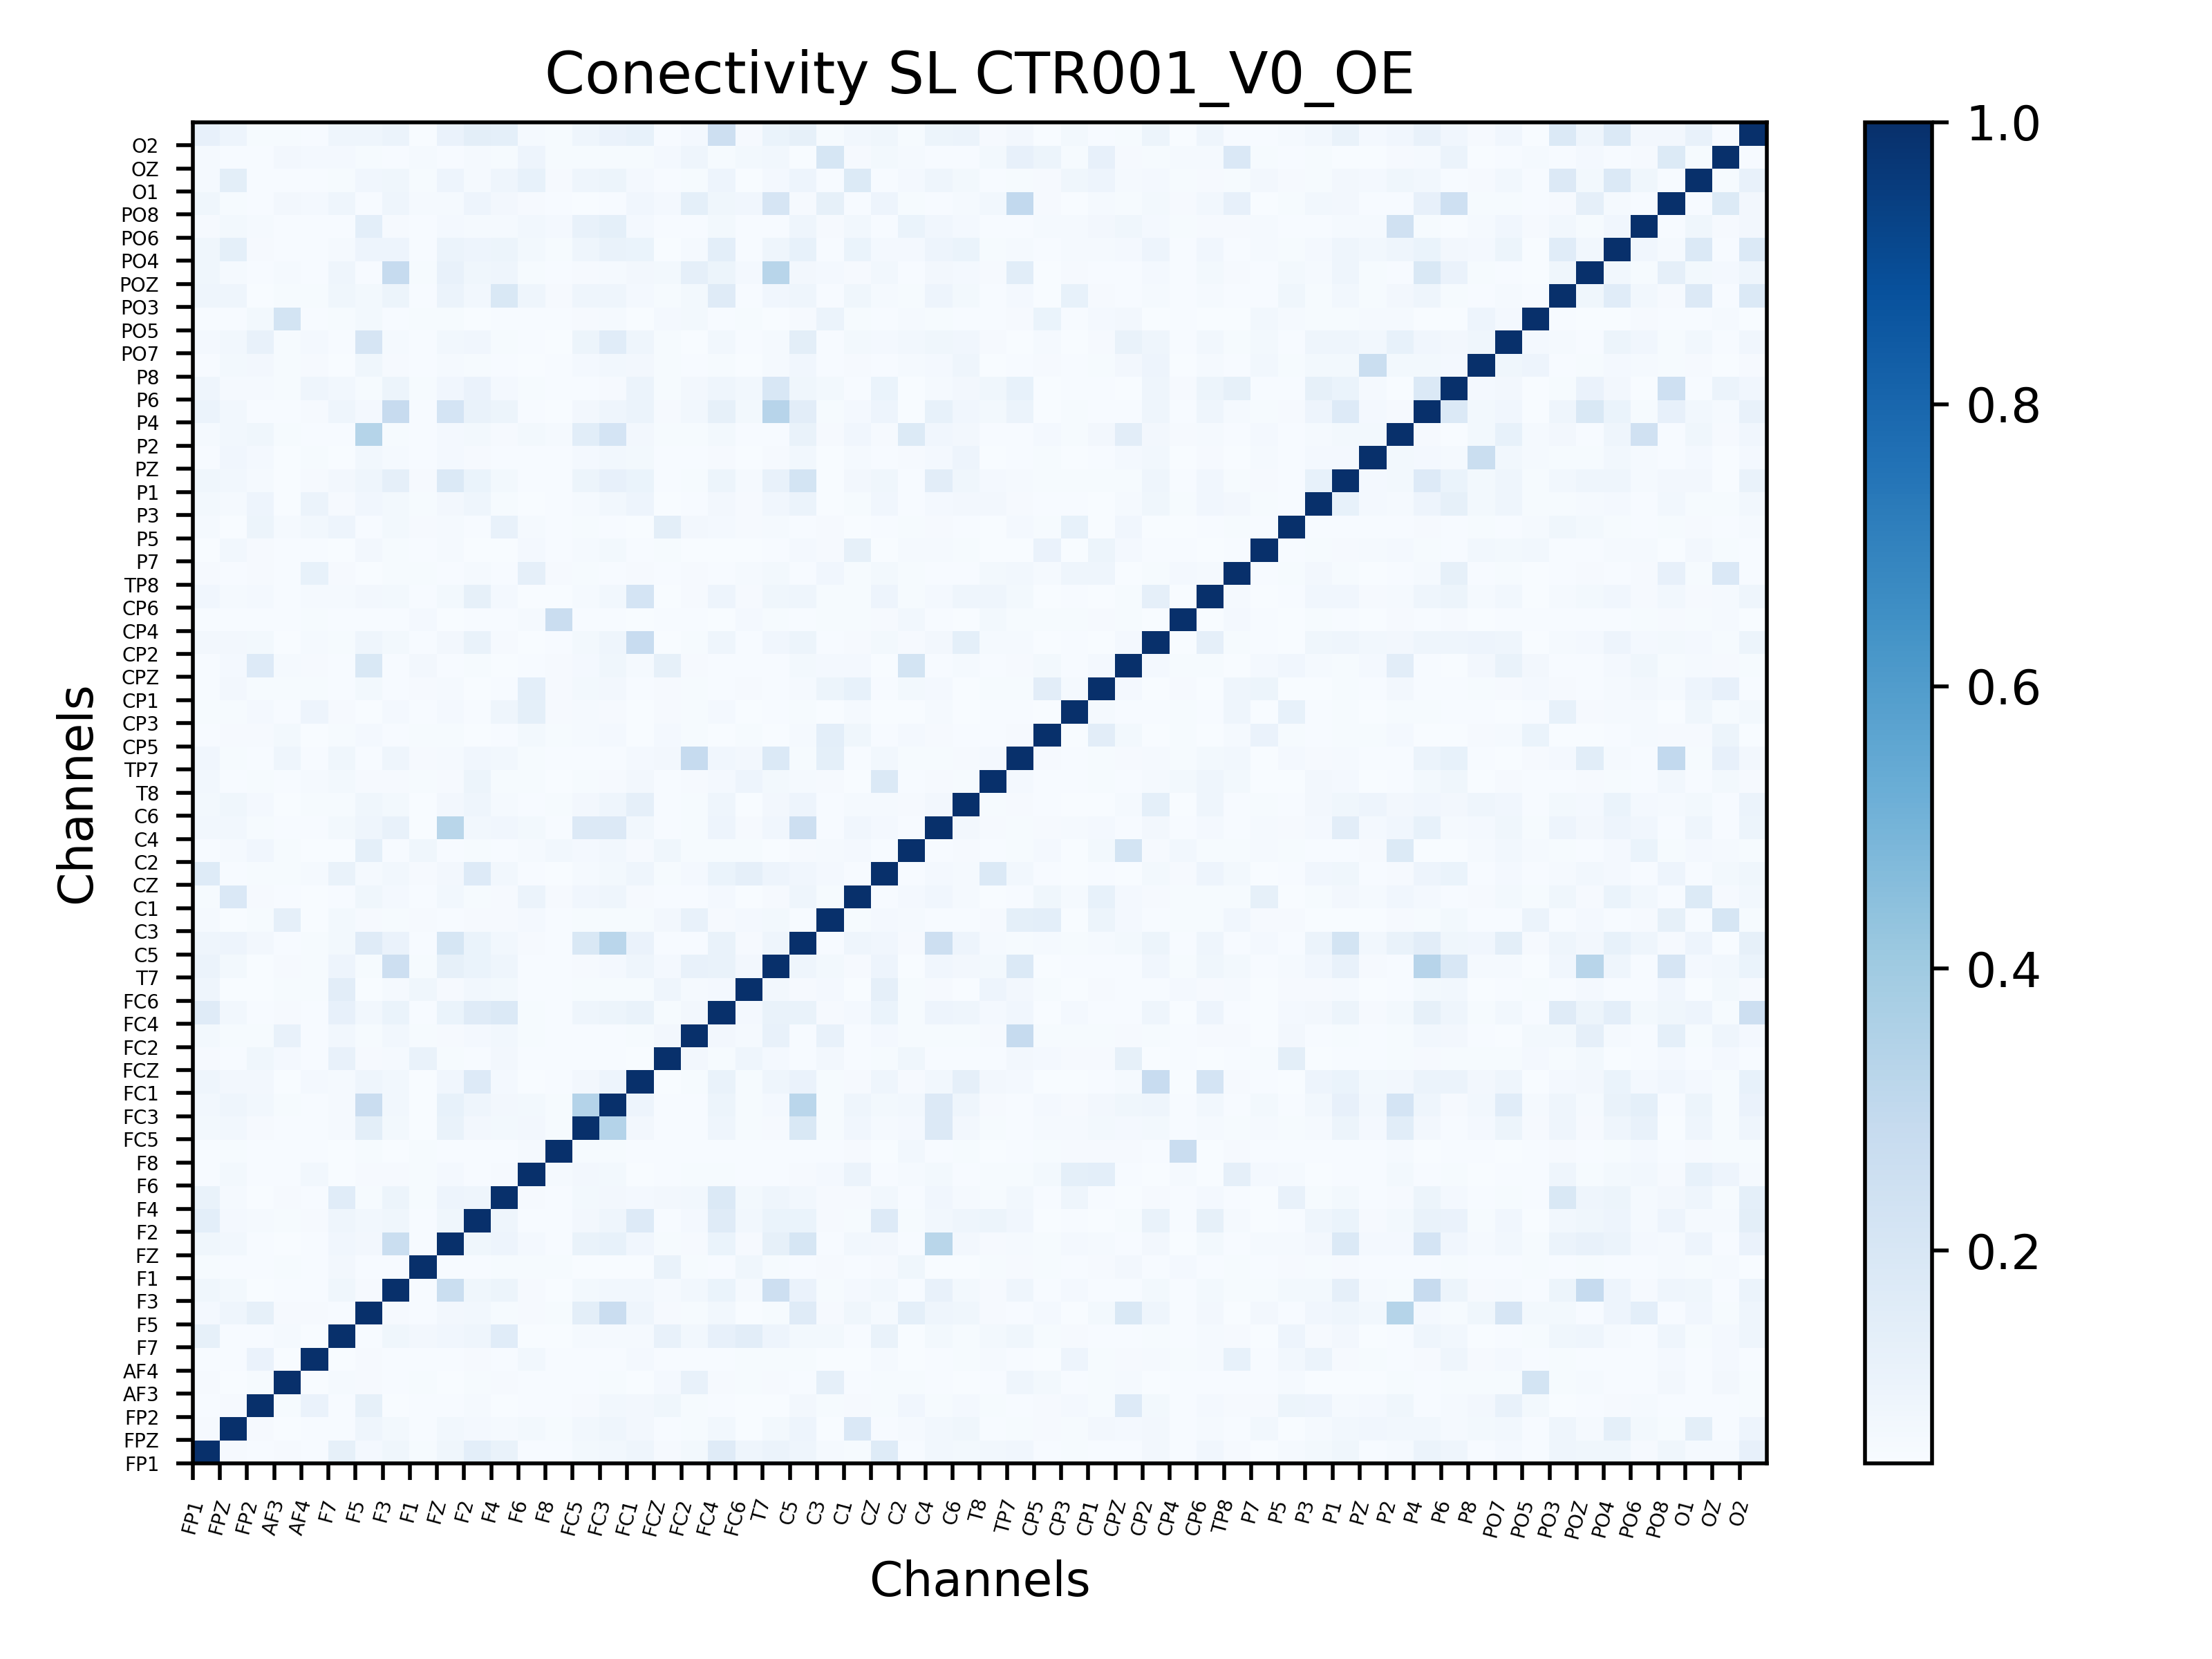 Conectivity SL CTR001_V0_OE
1.0
0.8
0.6
0.4
0.2
Channels
O2
OZ
O1
PO8
PO6
PO4
POZ
PO3
PO5
PO7
P8
P6
P4
P2
PZ
P1
P3
P5
P7
TP8
CP6
CP4
CP2
CPZ
CP1
CP3
CP5
TP7
T8
C6
C4
C2
CZ
C1
C3
C5
T7
FC6
FC4
FC2
FCZ
FC1
FC3
FC5
F8
F6
F4
F2
FZ
F1
F3
F5
F7
AF4
AF3
FP2
FPZ
FP1
FP1 FPZ FP2 AF3 AF4 F7 F5 F3 F1 FZ F2 F4 F6 F8 FC5 FC3 FC1 FCZ FC2 FC4 FC6 T7 C5 C3 C1 CZ C2 C4 C6 T8 TP7 CP5 CP3 CP1 CPZ CP2 CP4 CP6 TP8 P7 P5 P3 P1 PZ P2 P4 P6 P8 PO7 PO5 PO3 POZ PO4 PO6 PO8 O1 OZ O2
Channels